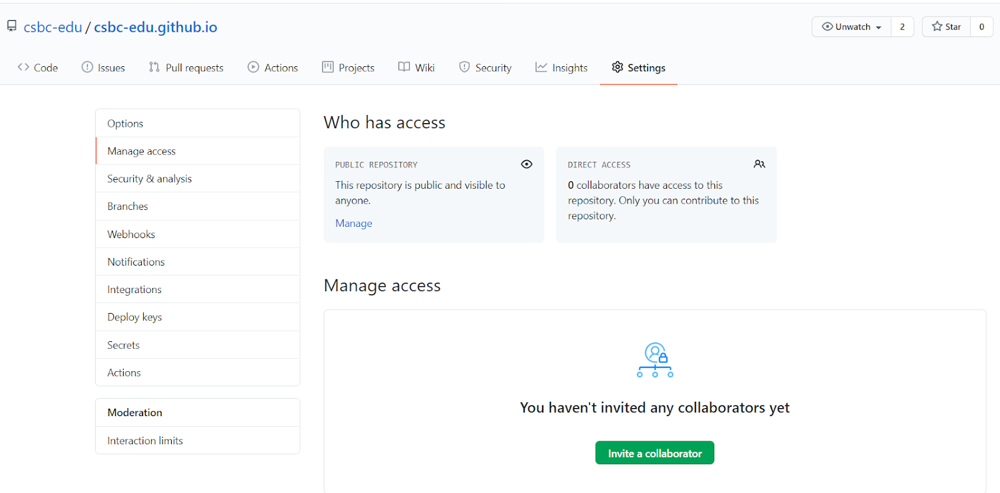 csbc-edu / csbc-edu.github.io
Unwatch 2 Star 0
Code Issues Pull requests Actions Projects Wiki Security Insights Settings
Options
Manage access
Security & analysis
Branches
Webhooks
Notifications
Integrations
Deploy keys
Secrets
Actions
Moderation
Interaction limits
Who has access
PUBLIC REPOSITORY
This repository is public and visible to
anyone.
Manage
DIRECT ACCESS
0 collaborators have access to this
repository. Only you can contribute to this
repository.
Manage access
You haven't invited any collaborators yet
Invite a collaborator